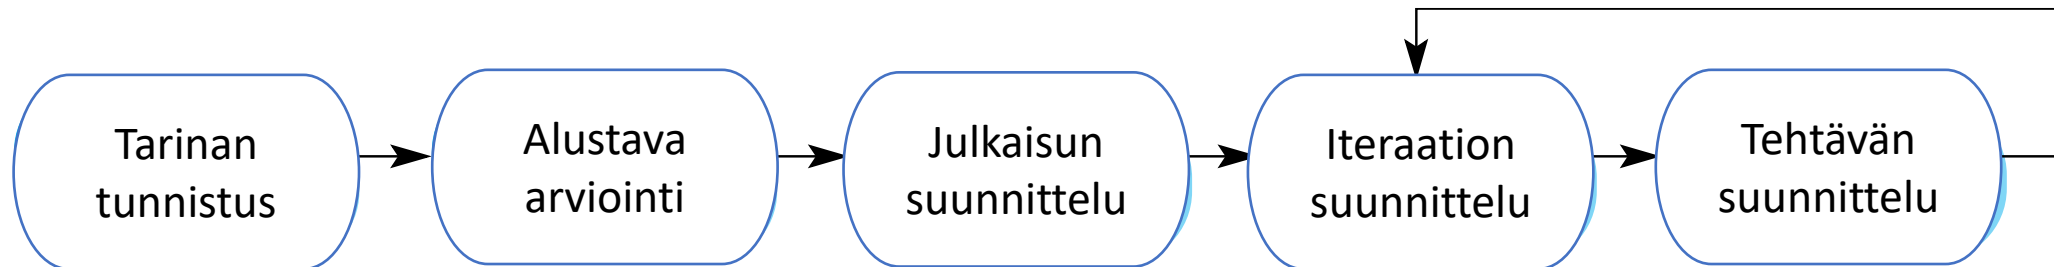 Tarinan
tunnistus
Alustava
arviointi
Julkaisun
suunnittelu
Iteraation
suunnittelu
Tehtävän
suunnittelu